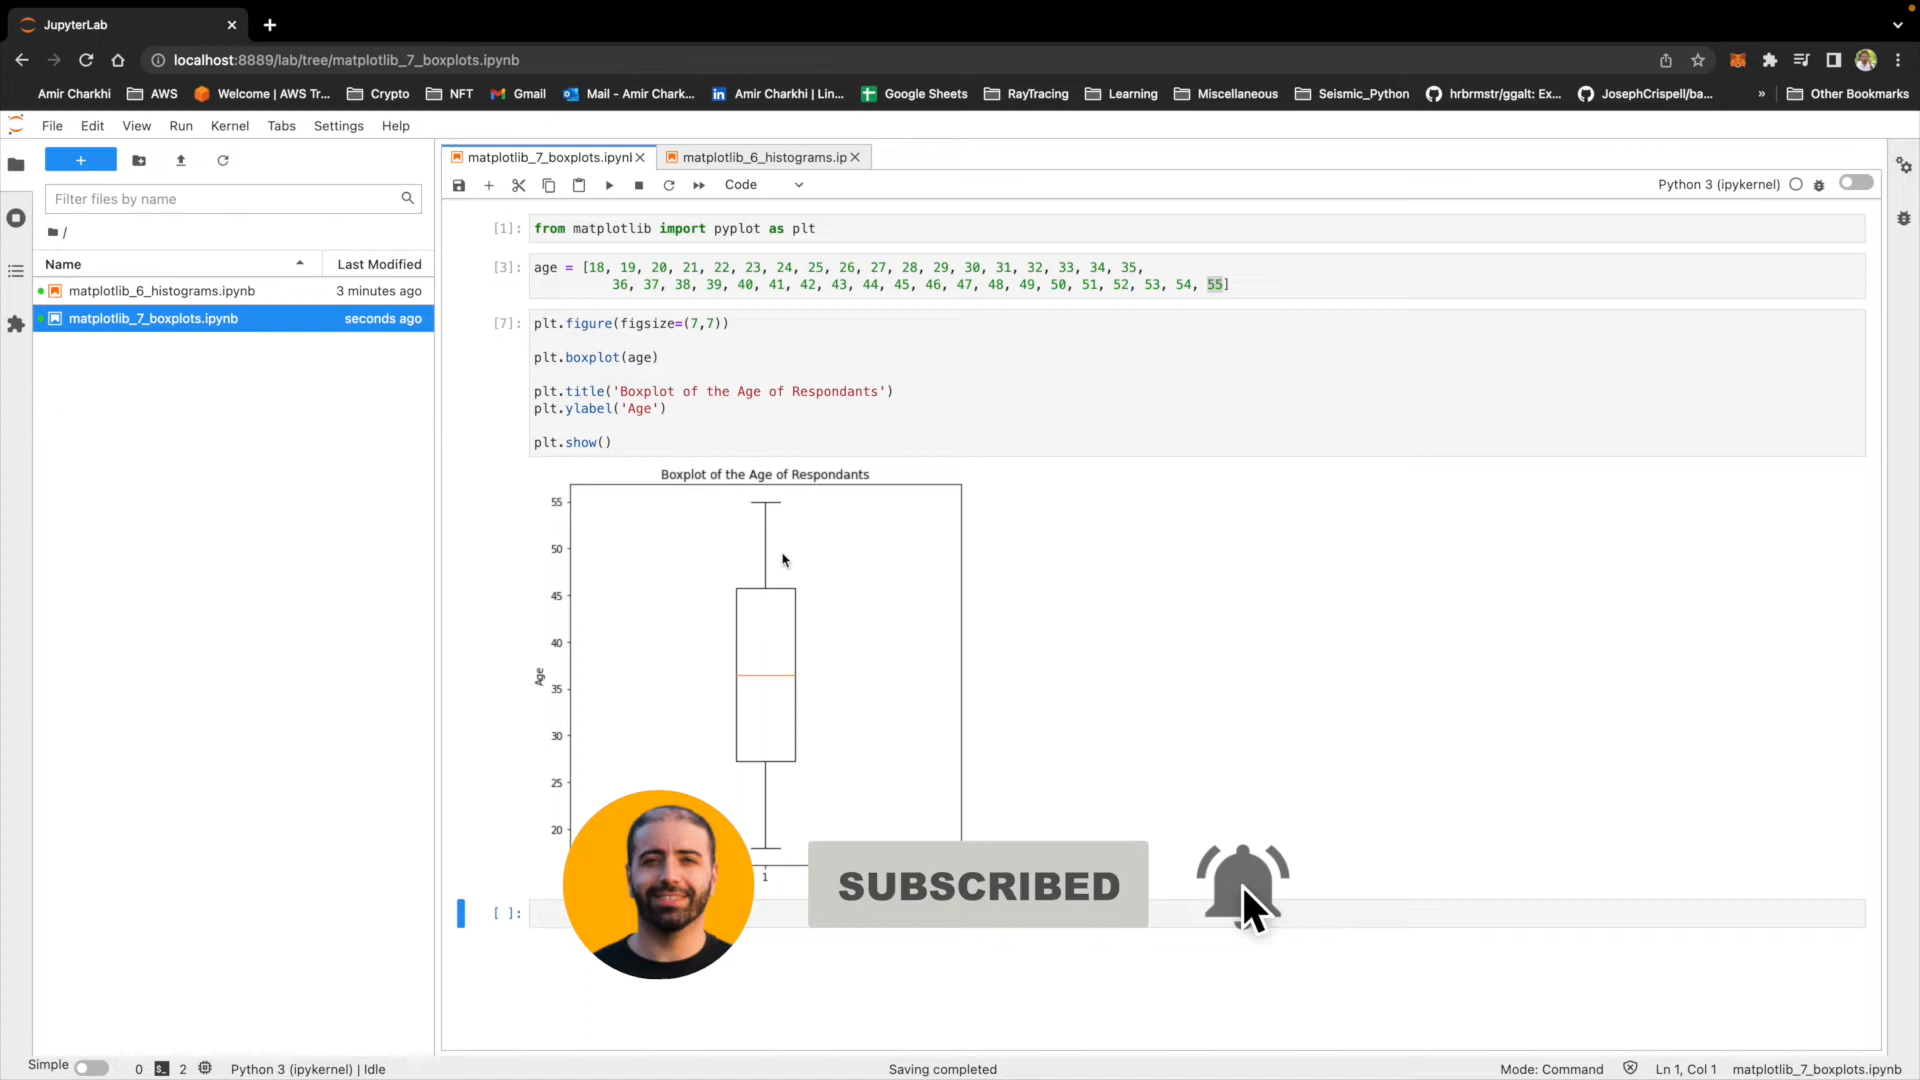 JupyterLab
localhost:8889/lab/tree/matplotlib_7_boxplots.ipynb
Amir Charkhi AWS Welcome | AWS Tr... Crypto NFT Gmail Mail - Amir Chark... Amir Charkhi | Lin... Google Sheets RayTracing Learning Miscellaneous Seismic_Python hrbrmstr/ggalt: Ex... JosephCrispell/ba... » Other Bookmarks
File Edit View Run Kernel Tabs Settings Help
matplotlib_7_boxplots.ipynl matplotlib_6_histograms.ip
Code
Python 3 (ipykernel)
Filter files by name
/
Name Last Modified
matplotlib_6_histograms.ipynb 3 minutes ago
matplotlib_7_boxplots.ipynb seconds ago
[1]: from matplotlib import pyplot as plt
[3]: age = [18, 19, 20, 21, 22, 23, 24, 25, 26, 27, 28, 29, 30, 31, 32, 33, 34, 35,
36, 37, 38, 39, 40, 41, 42, 43, 44, 45, 46, 47, 48, 49, 50, 51, 52, 53, 54, 55]
[7]: plt.figure(figsize=(7,7))
plt.boxplot(age)
plt.title('Boxplot of the Age of Respondants')
plt.ylabel('Age')
plt.show()
Boxplot of the Age of Respondants
55
50
45
40
Age
35
30
25
20
1
SUBSCRIBED
[ ]:
Simple 0 2 Python 3 (ipykernel) | Idle Saving completed Mode: Command Ln 1, Col 1 matplotlib_7_boxplots.ipynb